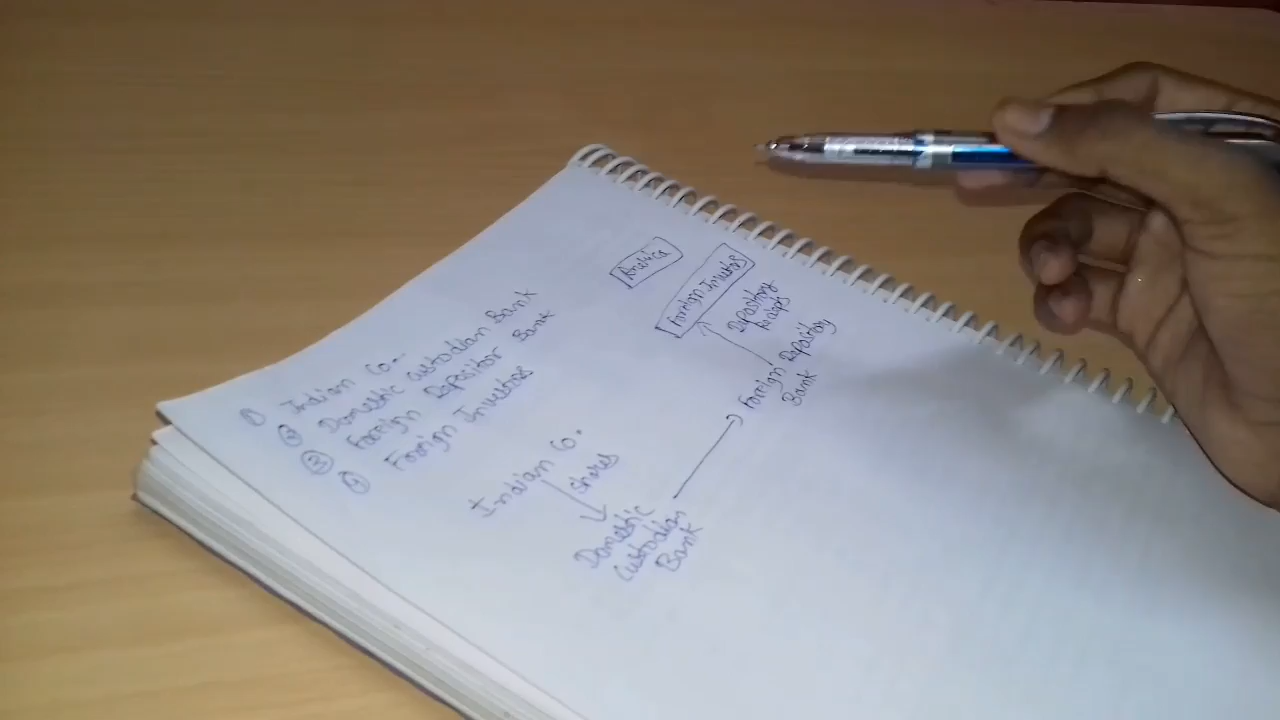 ① Indian Co.
② Domestic custodian Bank
③ Foreign Depositor Bank
④ Foreign Investors
America
Foreign Investors
Depository
Foreign Depository
Bank
Indian Co.
shares
Domestic
custodian
Bank